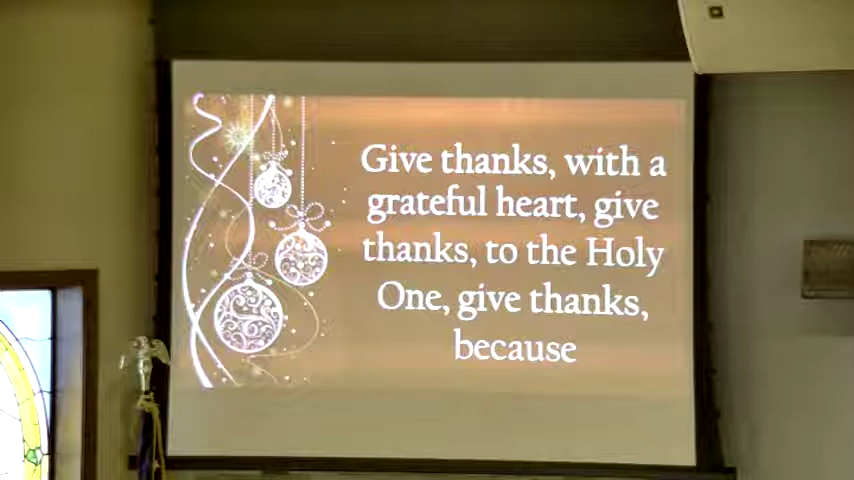 Give thanks, with a
grateful heart, give
thanks, to the Holy
One, give thanks,
because